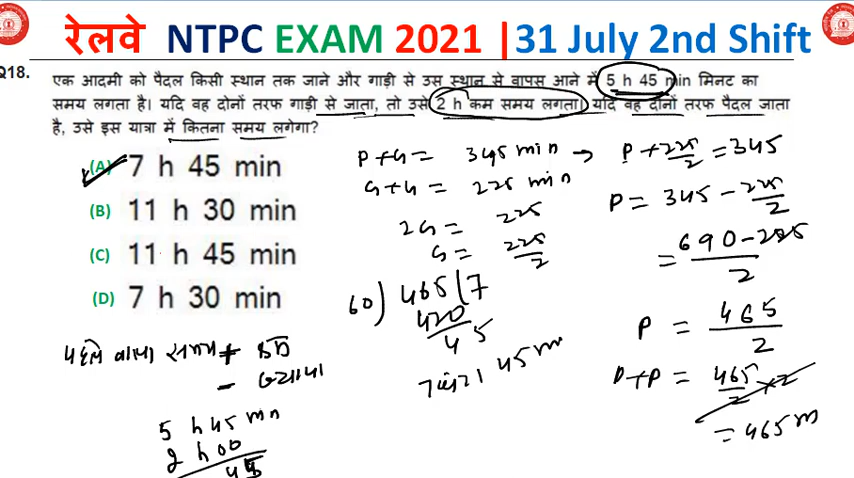 रेलवे NTPC EXAM 2021 |31 July 2nd Shift
Q18.
एक आदमी को पैदल किसी स्थान तक जाने और गाड़ी से उस स्थान से वापस आने में 5 h 45 min मिनट का
समय लगता है। यदि वह दोनों तरफ गाड़ी से जाता, तो उसे 2 h कम समय लगता। यदि वह दोनों तरफ पैदल जाता
है, उसे इस यात्रा में कितना समय लगेगा?
(A) 7 h 45 min
(B) 11 h 30 min
(C) 11 h 45 min
(D) 7 h 30 min
P+G = 345 min → P + 225/2 = 345
G+G = 225 min
2G = 225
G = 225/2
P = 345 - 225/2
= 690-225/2
P = 465/2
P+P = 465/2 ×2
= 465 m
60) 465 (7
420
45
45 m
5 h 45 min
2 h 00